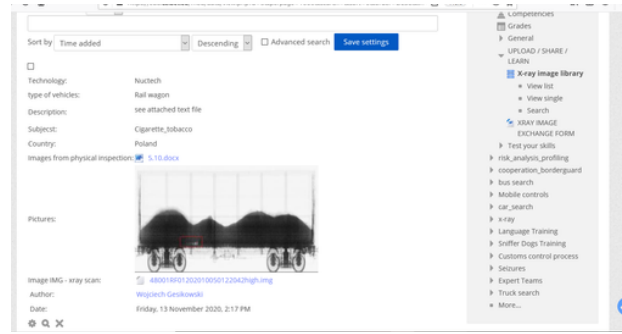 Sort by Time added Descending Advanced search Save settings
Technology: Nuctech
type of vehicles: Rail wagon
Description: see attached text file
Subjecst: Cigarette_tobacco
Country: Poland
Images from physical inspection: 5.10.docx
Pictures:
Image IMG - xray scan: 48001RF01202010050122042high.img
Author: Wojciech Gesikowski
Date: Friday, 13 November 2020, 2:17 PM
Competencies
Grades
General
UPLOAD / SHARE /
LEARN
X-ray image library
View list
View single
Search
XRAY IMAGE
EXCHANGE FORM
Test your skills
risk_analysis_profiling
cooperation_borderguard
bus search
Mobile controls
car_search
x-ray
Language Training
Sniffer Dogs Training
Customs control process
Seizures
Expert Teams
Truck search
More...